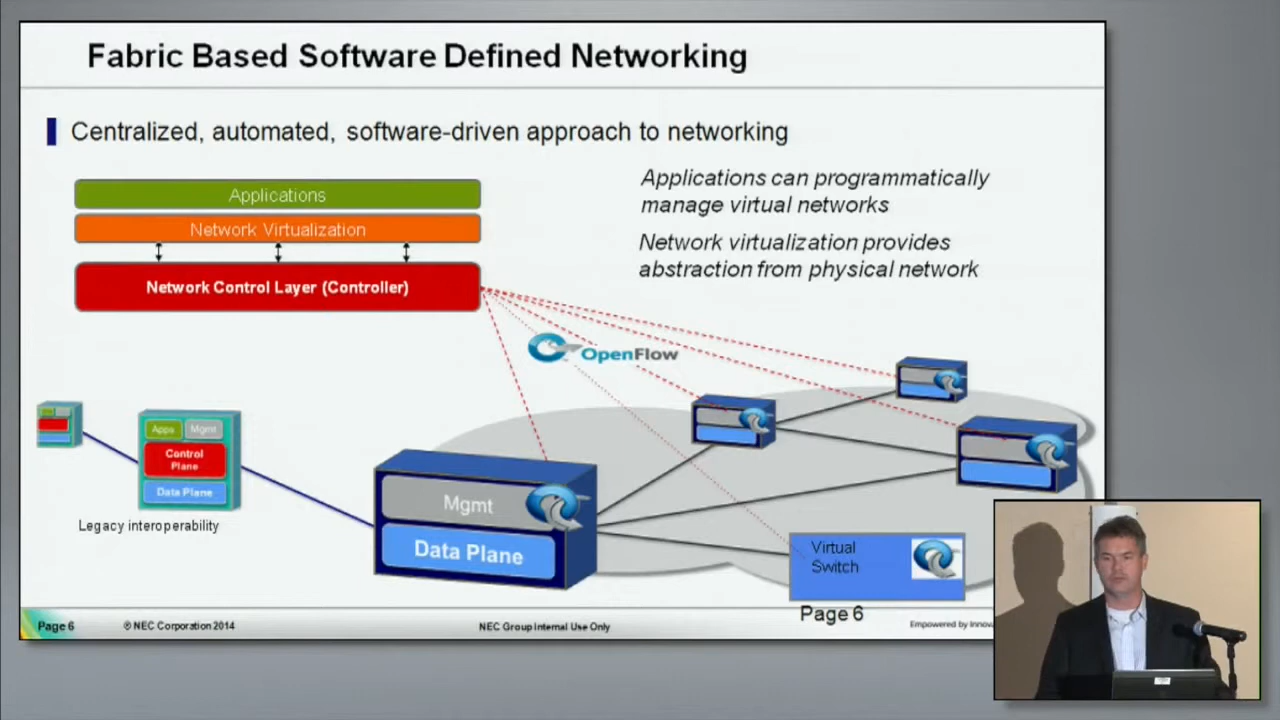 Fabric Based Software Defined Networking
Centralized, automated, software-driven approach to networking
Applications
Network Virtualization
Network Control Layer (Controller)
Applications can programmatically
manage virtual networks
Network virtualization provides
abstraction from physical network
OpenFlow
Apps Mgmt
Control
Plane
Data Plane
Legacy interoperability
Mgmt
Data Plane
Virtual
Switch
Page 6
Page 6
© NEC Corporation 2014
NEC Group Internal Use Only
Empowered by Innova